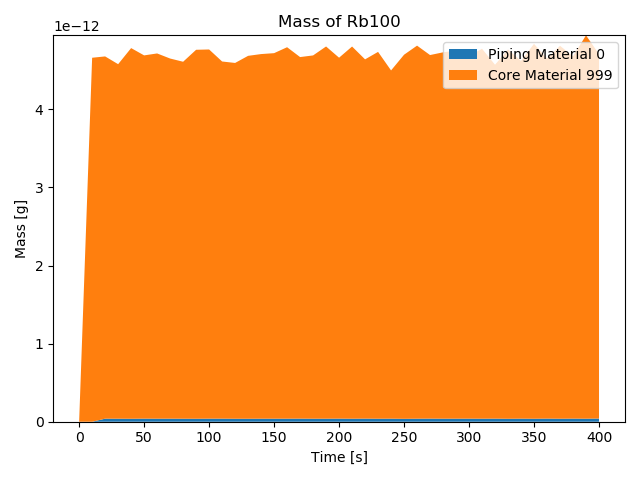 Mass of Rb100
1e−12
Piping Material 0
Core Material 999
4
3
2
1
0
Mass [g]
0 50 100 150 200 250 300 350 400
Time [s]